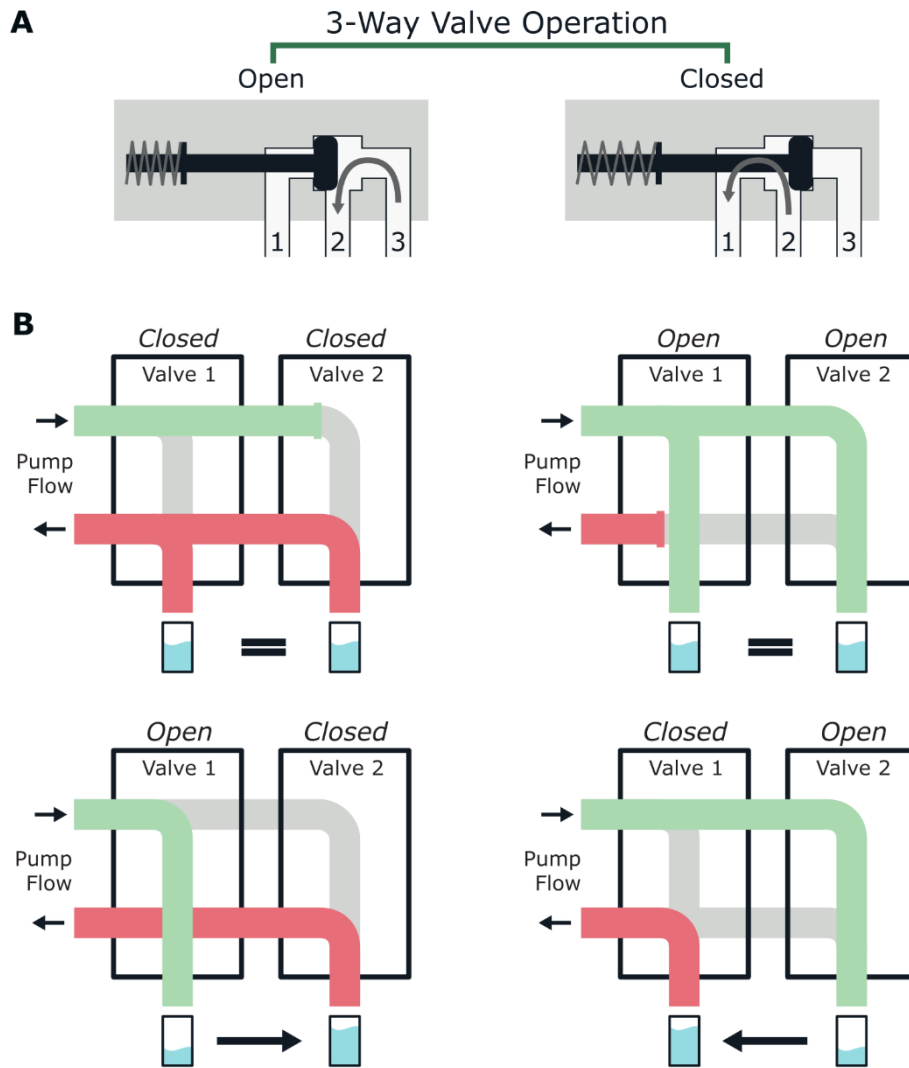 A
3-Way Valve Operation
Open
Closed
1 2 3
1 2 3
B
Closed Closed
Valve 1 Valve 2
Pump
Flow
Open Open
Valve 1 Valve 2
Pump
Flow
Open Closed
Valve 1 Valve 2
Pump
Flow
Closed Open
Valve 1 Valve 2
Pump
Flow